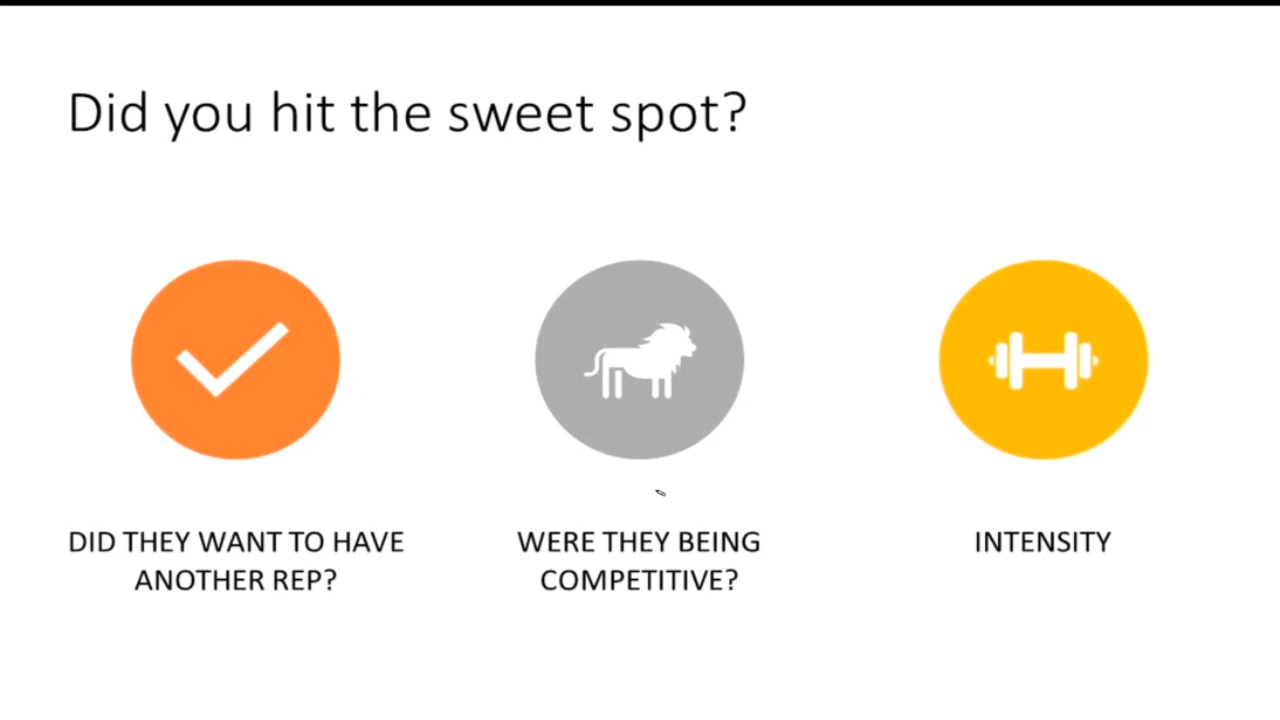 Did you hit the sweet spot?
DID THEY WANT TO HAVE
ANOTHER REP?
WERE THEY BEING
COMPETITIVE?
INTENSITY